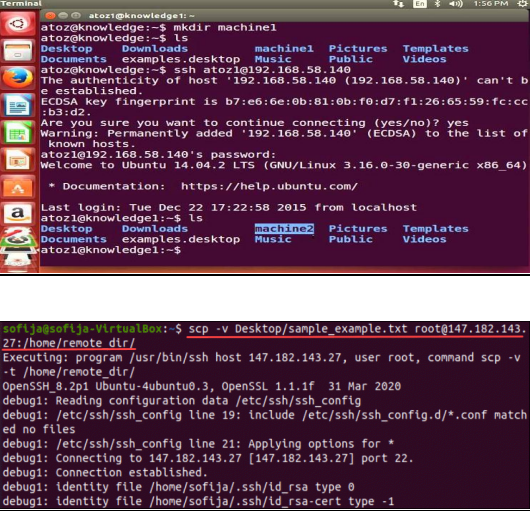 Terminal
En
1:56 PM
atoz1@knowledge1: ~
atoz@knowledge:~$ mkdir machine1
atoz@knowledge:~$ ls
Desktop Downloads machine1 Pictures Templates
Documents examples.desktop Music Public Videos
atoz@knowledge:~$ ssh atoz1@192.168.58.140
The authenticity of host '192.168.58.140 (192.168.58.140)' can't b
e established.
ECDSA key fingerprint is b7:e6:6e:0b:81:0b:f0:d7:f1:26:65:59:fc:cc
:b3:d2.
Are you sure you want to continue connecting (yes/no)? yes
Warning: Permanently added '192.168.58.140' (ECDSA) to the list of
known hosts.
atoz1@192.168.58.140's password:
Welcome to Ubuntu 14.04.2 LTS (GNU/Linux 3.16.0-30-generic x86_64)
* Documentation: https://help.ubuntu.com/
Last login: Tue Dec 22 17:22:58 2015 from localhost
atoz1@knowledge1:~$ ls
Desktop Downloads machine2 Pictures Templates
Documents examples.desktop Music Public Videos
atoz1@knowledge1:~$
sofija@sofija-VirtualBox:~$ scp -v Desktop/sample_example.txt root@147.182.143.
27:/home/remote_dir/
Executing: program /usr/bin/ssh host 147.182.143.27, user root, command scp -v
-t /home/remote_dir/
OpenSSH_8.2p1 Ubuntu-4ubuntu0.3, OpenSSL 1.1.1f 31 Mar 2020
debug1: Reading configuration data /etc/ssh/ssh_config
debug1: /etc/ssh/ssh_config line 19: include /etc/ssh/ssh_config.d/*.conf match
ed no files
debug1: /etc/ssh/ssh_config line 21: Applying options for *
debug1: Connecting to 147.182.143.27 [147.182.143.27] port 22.
debug1: Connection established.
debug1: identity file /home/sofija/.ssh/id_rsa type 0
debug1: identity file /home/sofija/.ssh/id_rsa-cert type -1